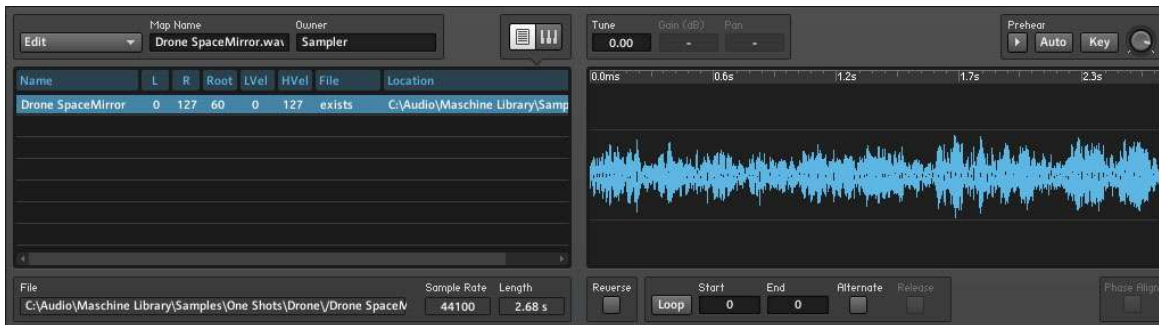 Map Name Owner
Edit Drone SpaceMirror.wav Sampler
Name L R Root LVel HVel File Location
Drone SpaceMirror 0 127 60 0 127 exists C:\Audio\Maschine Library\Samp
File Sample Rate Length
C:\Audio\Maschine Library\Samples\One Shots\Drone\/Drone SpaceM 44100 2.68 s
Tune Gain (dB) Pan
0.00 - -
Prehear
Auto Key
0.0ms 0.6s 1.2s 1.7s 2.3s
Reverse Loop Start End Alternate Release Phase Align
0 0